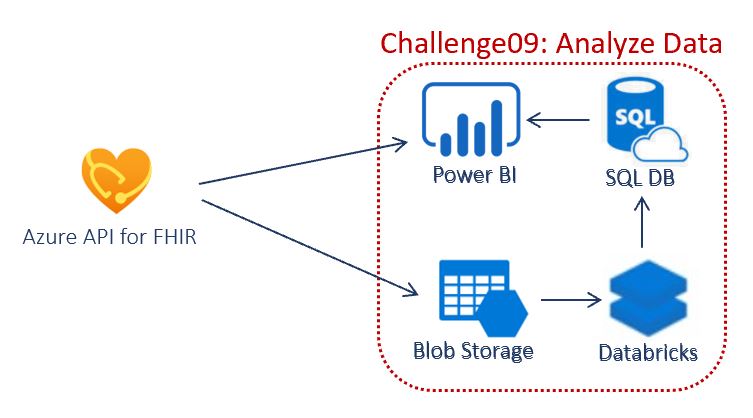 Challenge09: Analyze Data
SQL
Power BI
SQL DB
Azure API for FHIR
Blob Storage
Databricks